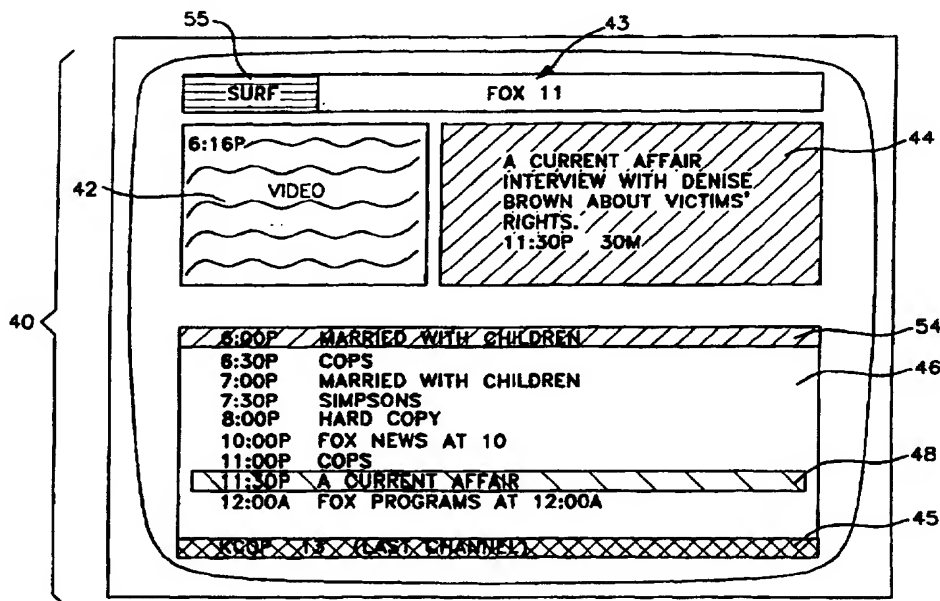 55
43
SURF FOX 11
44
6:16P
VIDEO
42
A CURRENT AFFAIR
INTERVIEW WITH DENISE
BROWN ABOUT VICTIMS'
RIGHTS.
11:30P 30M
40
54
6:00P MARRIED WITH CHILDREN
46
6:30P COPS
7:00P MARRIED WITH CHILDREN
7:30P SIMPSONS
8:00P HARD COPY
10:00P FOX NEWS AT 10
11:00P COPS
48
11:30P A CURRENT AFFAIR
12:00A FOX PROGRAMS AT 12:00A
45
KCOP 13 (LAST CHANNEL)